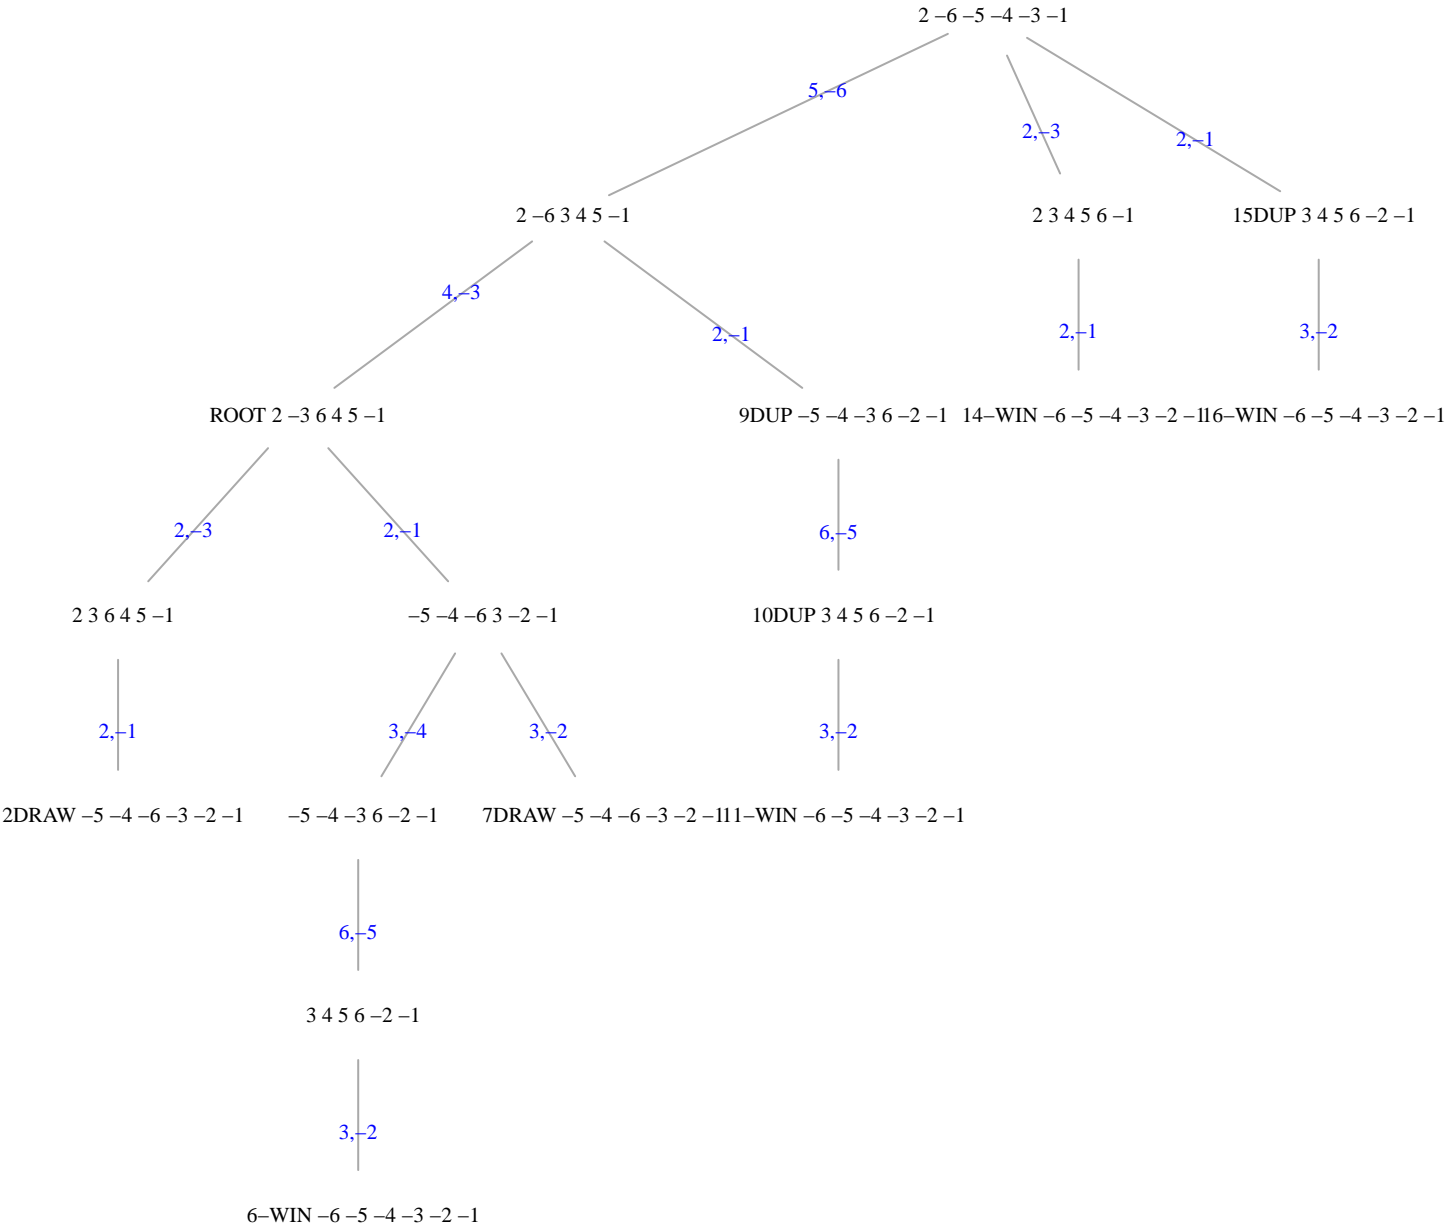 2 –6 –5 –4 –3 –1
5,–6
2,–3
2,–1
2 –6 3 4 5 –1
2 3 4 5 6 –1
15DUP 3 4 5 6 –2 –1
4,–3
2,–1
2,–1
3,–2
ROOT 2 –3 6 4 5 –1
9DUP –5 –4 –3 6 –2 –1
14–WIN –6 –5 –4 –3 –2 –1
16–WIN –6 –5 –4 –3 –2 –1
2,–3
2,–1
6,–5
2 3 6 4 5 –1
–5 –4 –6 3 –2 –1
10DUP 3 4 5 6 –2 –1
2,–1
3,–4
3,–2
3,–2
2DRAW –5 –4 –6 –3 –2 –1
–5 –4 –3 6 –2 –1
7DRAW –5 –4 –6 –3 –2 –1
11–WIN –6 –5 –4 –3 –2 –1
6,–5
3 4 5 6 –2 –1
3,–2
6–WIN –6 –5 –4 –3 –2 –1